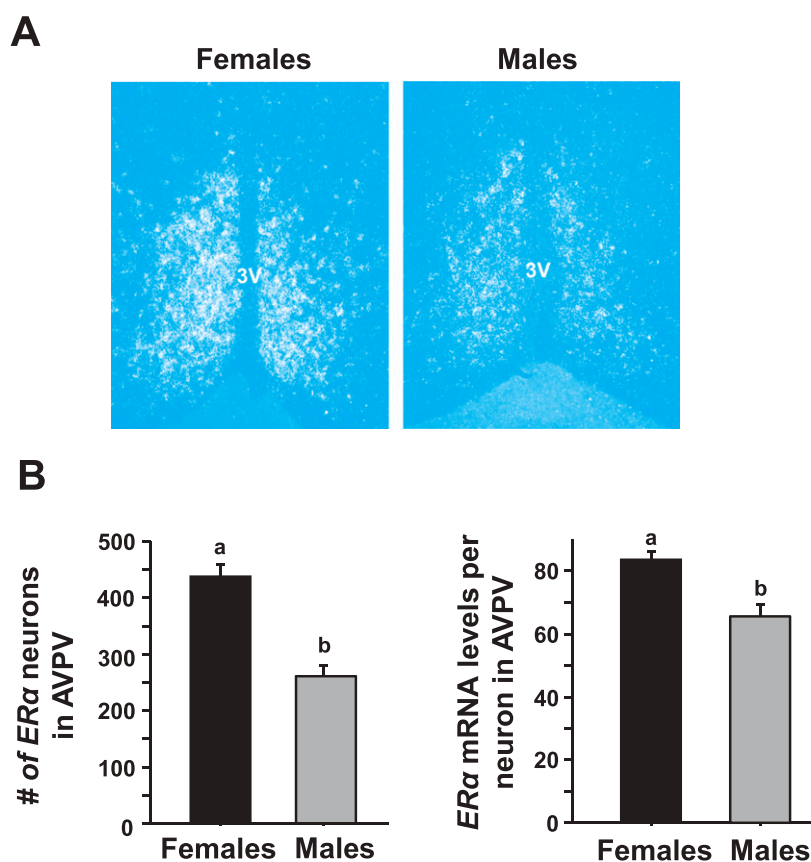 A
Females
Males
3V
3V
B
# of ERα neurons
in AVPV
500
400
300
200
100
0
a
b
Females
Males
ERα mRNA levels per
neuron in AVPV
80
60
40
20
0
a
b
Females
Males